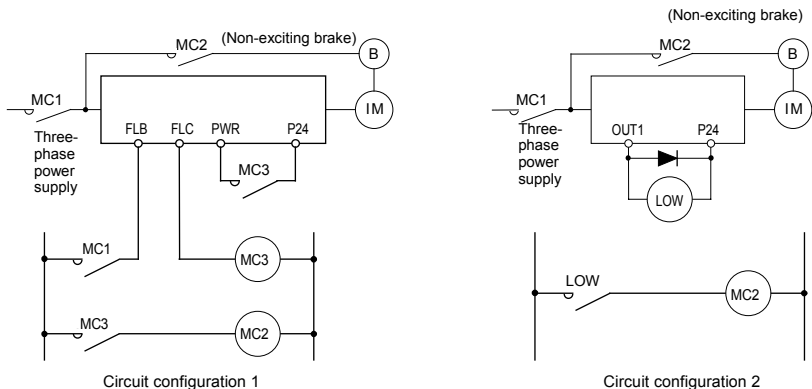 (Non-exciting brake)
MC2
B
MC1
IM
Three-
phase
power
supply
FLB FLC PWR P24
MC3
MC1
MC3
MC3
MC2
Circuit configuration 1
(Non-exciting brake)
MC2
B
MC1
IM
Three-
phase
power
supply
OUT1 P24
LOW
LOW
MC2
Circuit configuration 2